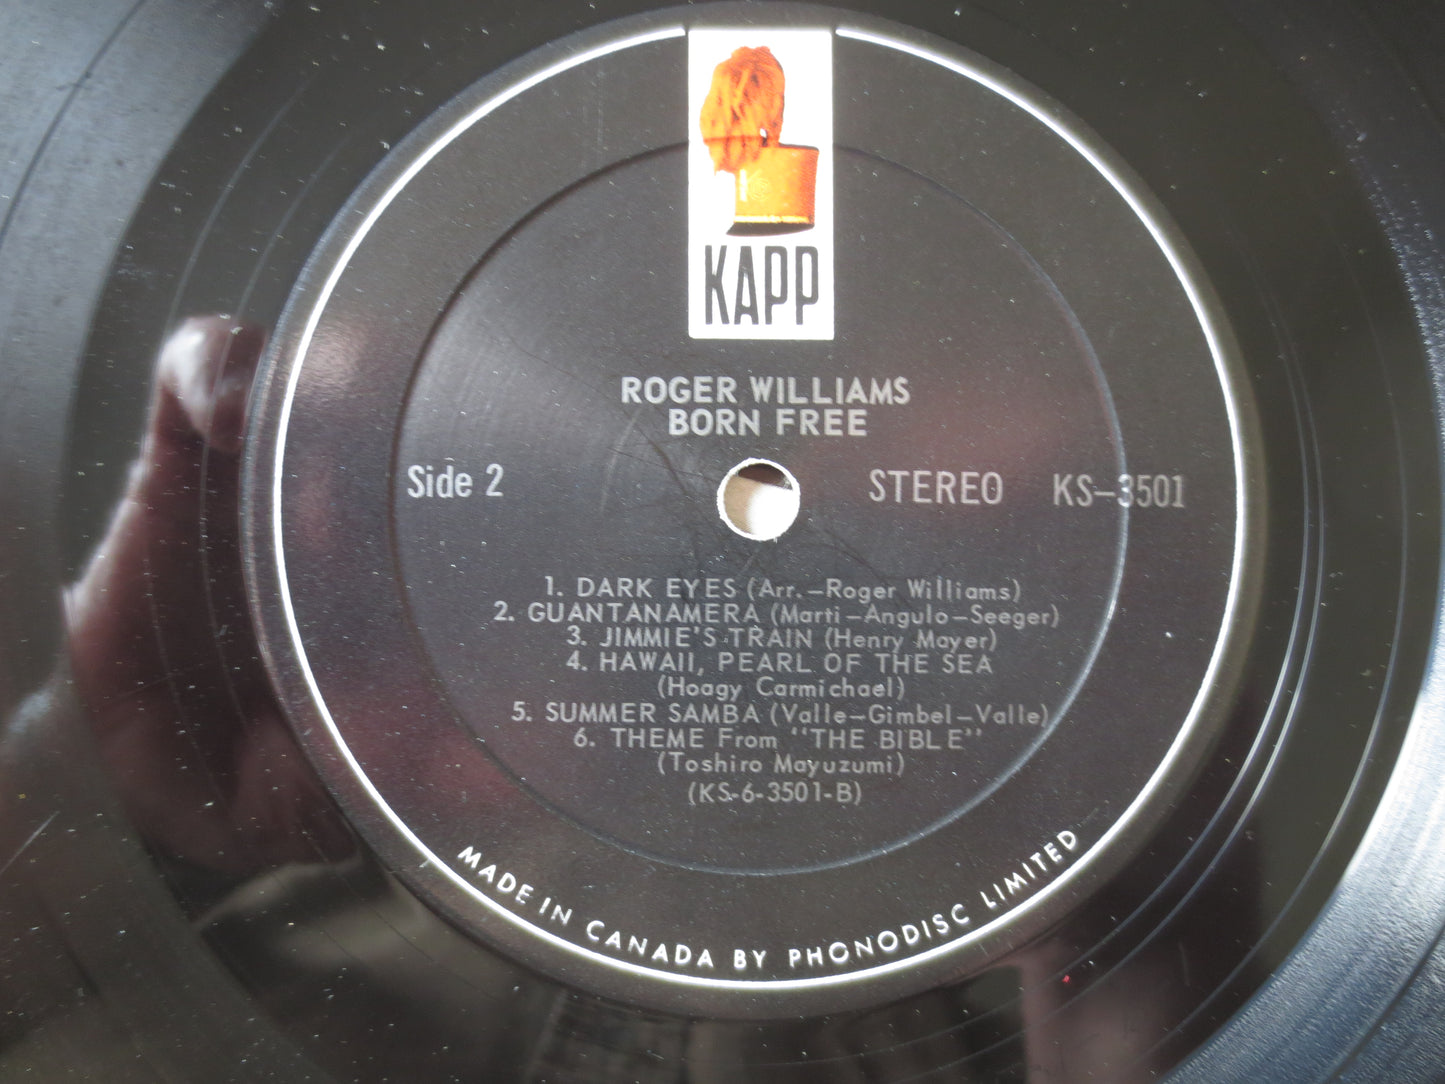 KAPP
ROGER WILLIAMS
BORN FREE
Side 2
STEREO KS-3501
1. DARK EYES (Arr.-Roger Williams)
2. GUANTANAMERA (Marti-Angulo-Seeger)
3. JIMMIE'S TRAIN (Henry Mayer)
4. HAWAII, PEARL OF THE SEA
(Hoagy Carmichael)
5. SUMMER SAMBA (Valle-Gimbel-Valle)
6. THEME From "THE BIBLE"
(Toshiro Mayuzumi)
(KS-6-3501-B)
MADE IN CANADA BY PHONODISC LIMITED